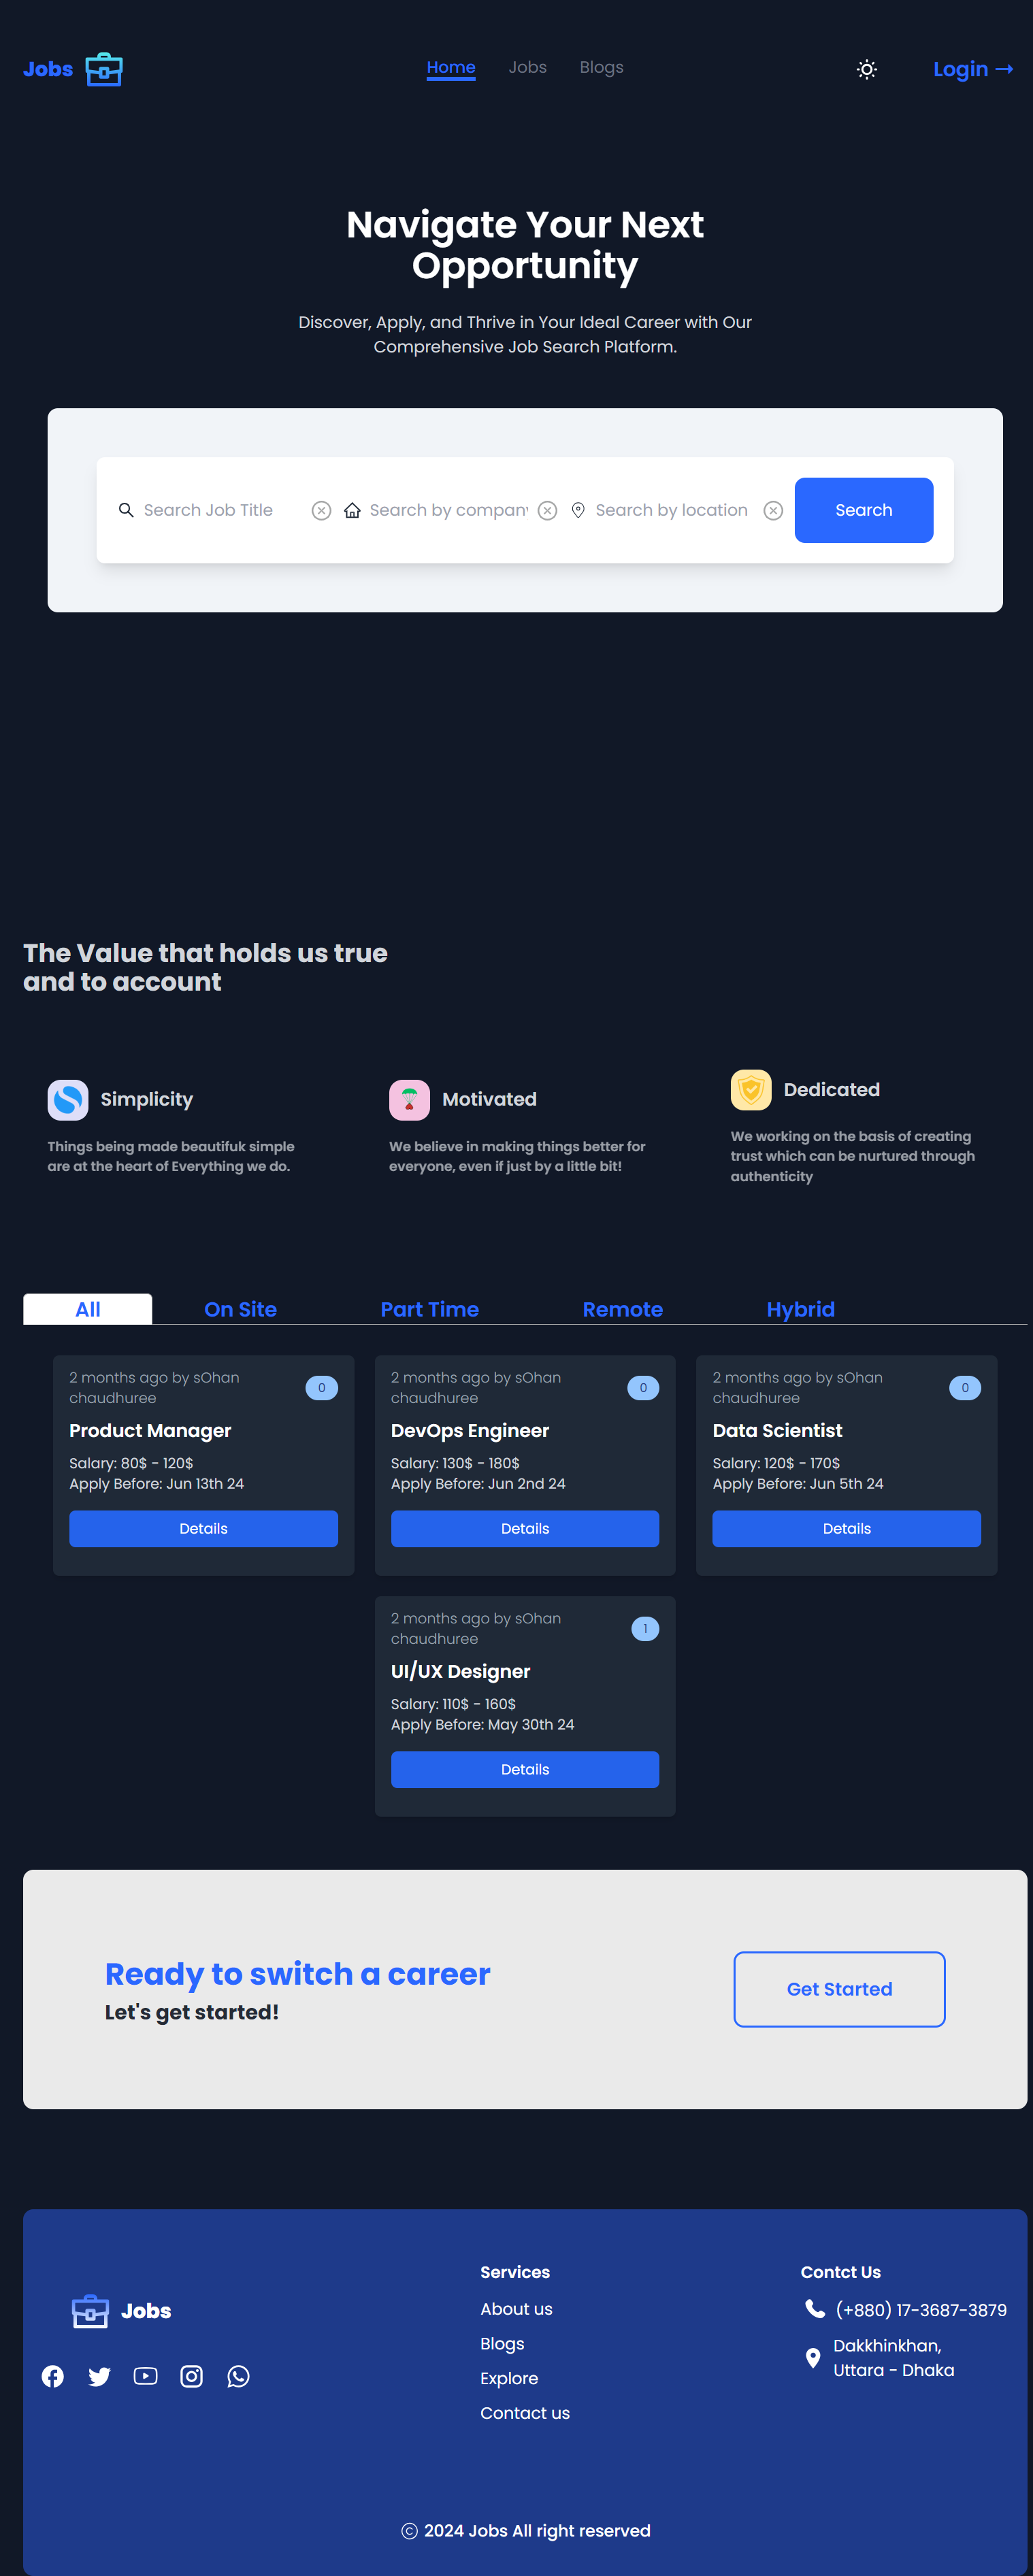 Jobs
Home
Jobs
Blogs
Login →
Navigate Your Next
Opportunity
Discover, Apply, and Thrive in Your Ideal Career with Our
Comprehensive Job Search Platform.
Search Job Title
Search by company
Search by location
Search
The Value that holds us true
and to account
Simplicity
Things being made beautifuk simple
are at the heart of Everything we do.
Motivated
We believe in making things better for
everyone, even if just by a little bit!
Dedicated
We working on the basis of creating
trust which can be nurtured through
authenticity
All
On Site
Part Time
Remote
Hybrid
2 months ago by sOhan
chaudhuree
0
Product Manager
Salary: 80$ - 120$
Apply Before: Jun 13th 24
Details
2 months ago by sOhan
chaudhuree
0
DevOps Engineer
Salary: 130$ - 180$
Apply Before: Jun 2nd 24
Details
2 months ago by sOhan
chaudhuree
0
Data Scientist
Salary: 120$ - 170$
Apply Before: Jun 5th 24
Details
2 months ago by sOhan
chaudhuree
1
UI/UX Designer
Salary: 110$ - 160$
Apply Before: May 30th 24
Details
Ready to switch a career
Let's get started!
Get Started
Jobs
Services
About us
Blogs
Explore
Contact us
Contct Us
(+880) 17-3687-3879
Dakkhinkhan,
Uttara - Dhaka
© 2024 Jobs All right reserved